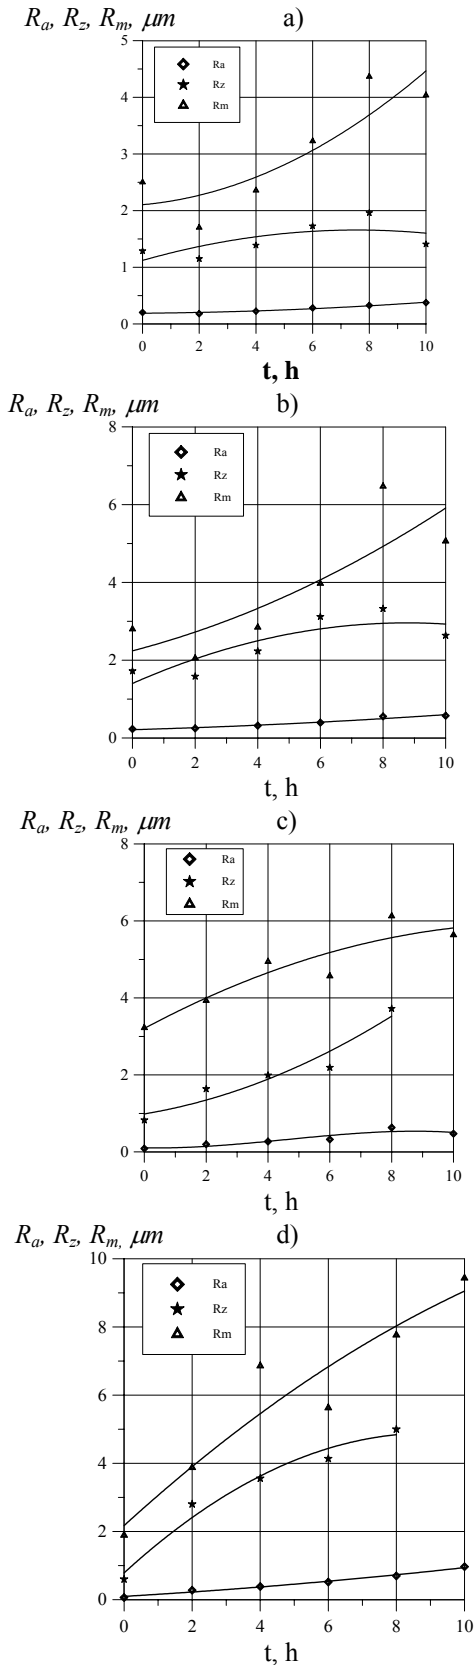 Ra, Rz, Rm, μm a)
5
Ra
Rz
4
Rm
3
2
1
0
0 2 4 6 8 10
t, h
Ra, Rz, Rm, μm b)
8
Ra
Rz
6
Rm
4
2
0
0 2 4 6 8 10
t, h
Ra, Rz, Rm, μm c)
8
Ra
Rz
Rm
6
4
2
0
0 2 4 6 8 10
t, h
Ra, Rz, Rm, μm d)
10
Ra
Rz
8
Rm
6
4
2
0
0 2 4 6 8 10
t, h